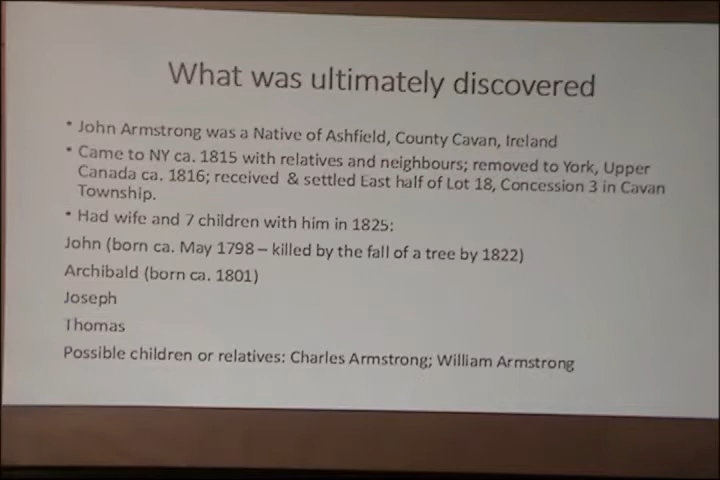 What was ultimately discovered
• John Armstrong was a Native of Ashfield, County Cavan, Ireland
• Came to NY ca. 1815 with relatives and neighbours; removed to York, Upper
Canada ca. 1816; received & settled East half of Lot 18, Concession 3 in Cavan
Township.
• Had wife and 7 children with him in 1825:
John (born ca. May 1798 – killed by the fall of a tree by 1822)
Archibald (born ca. 1801)
Joseph
Thomas
Possible children or relatives: Charles Armstrong; William Armstrong